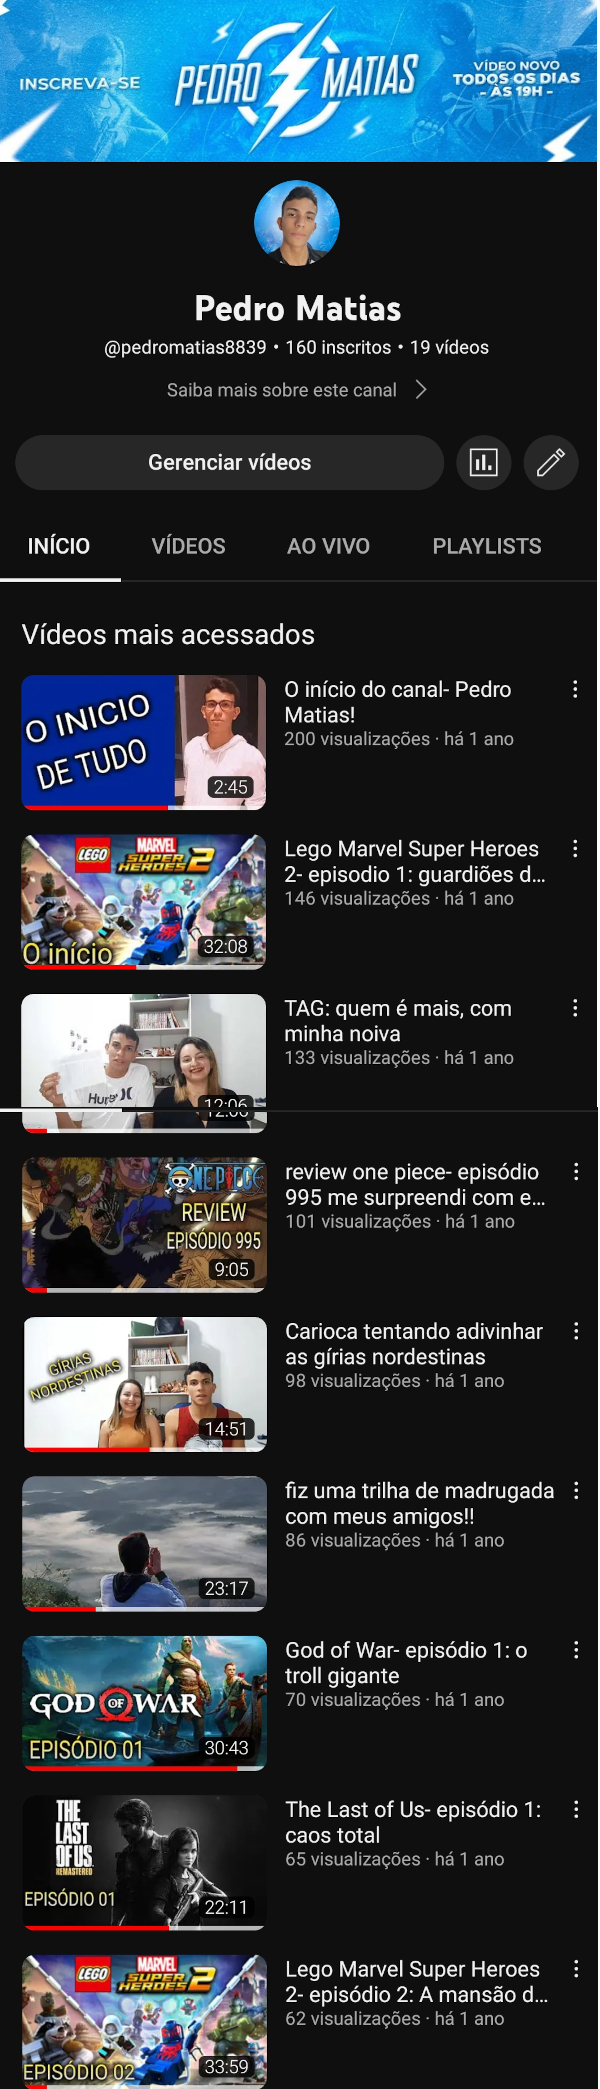 INSCREVA-SE
PEDRO MATIAS
VÍDEO NOVO
TODOS OS DIAS
- ÀS 19H -
Pedro Matias
@pedromatias8839 • 160 inscritos • 19 vídeos
Saiba mais sobre este canal
Gerenciar vídeos
INÍCIO VÍDEOS AO VIVO PLAYLISTS
Vídeos mais acessados
O INICIO
DE TUDO
2:45
O início do canal- Pedro
Matias!
200 visualizações · há 1 ano
LEGO MARVEL
SUPER
HEROES 2
O início
32:08
Lego Marvel Super Heroes
2- episodio 1: guardiões d...
146 visualizações · há 1 ano
12:06
TAG: quem é mais, com
minha noiva
133 visualizações · há 1 ano
ONE PIECE
REVIEW
EPISÓDIO 995
9:05
review one piece- episódio
995 me surpreendi com e...
101 visualizações · há 1 ano
GÍRIAS
NORDESTINAS
14:51
Carioca tentando adivinhar
as gírias nordestinas
98 visualizações · há 1 ano
23:17
fiz uma trilha de madrugada
com meus amigos!!
86 visualizações · há 1 ano
GOD OF WAR
EPISÓDIO 01
30:43
God of War- episódio 1: o
troll gigante
70 visualizações · há 1 ano
THE
LAST
OF US
REMASTERED
EPISÓDIO 01
22:11
The Last of Us- episódio 1:
caos total
65 visualizações · há 1 ano
LEGO MARVEL
SUPER
HEROES 2
EPISÓDIO 02
33:59
Lego Marvel Super Heroes
2- episódio 2: A mansão d...
62 visualizações · há 1 ano